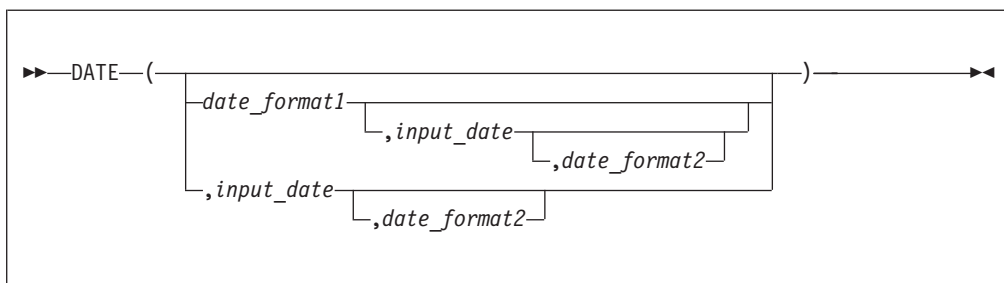 DATE ( )
date_format1
,input_date
,date_format2
,input_date
,date_format2